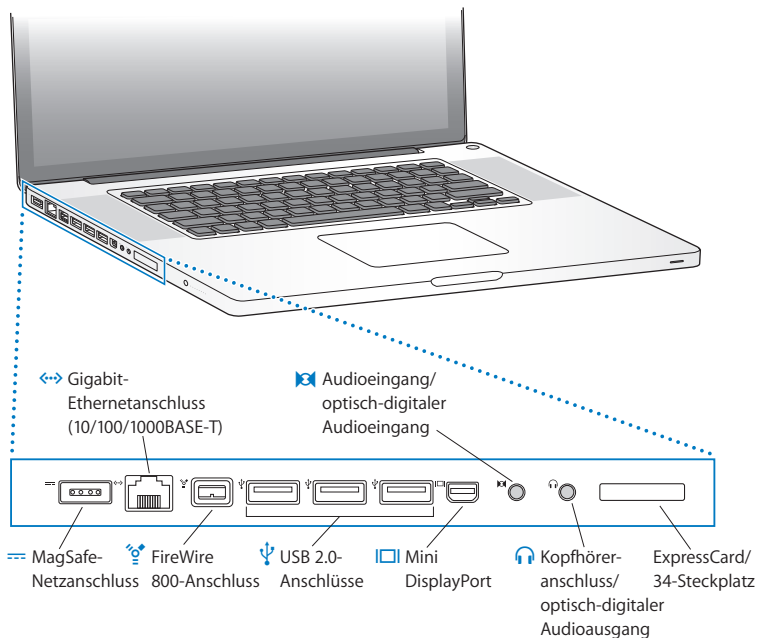 Gigabit-
Ethernetanschluss
(10/100/1000BASE-T)
Audioeingang/
optisch-digitaler
Audioeingang
MagSafe-
Netzanschluss
FireWire
800-Anschluss
USB 2.0-
Anschlüsse
Mini
DisplayPort
Kopfhörer-
anschluss/
optisch-digitaler
Audioausgang
ExpressCard/
34-Steckplatz